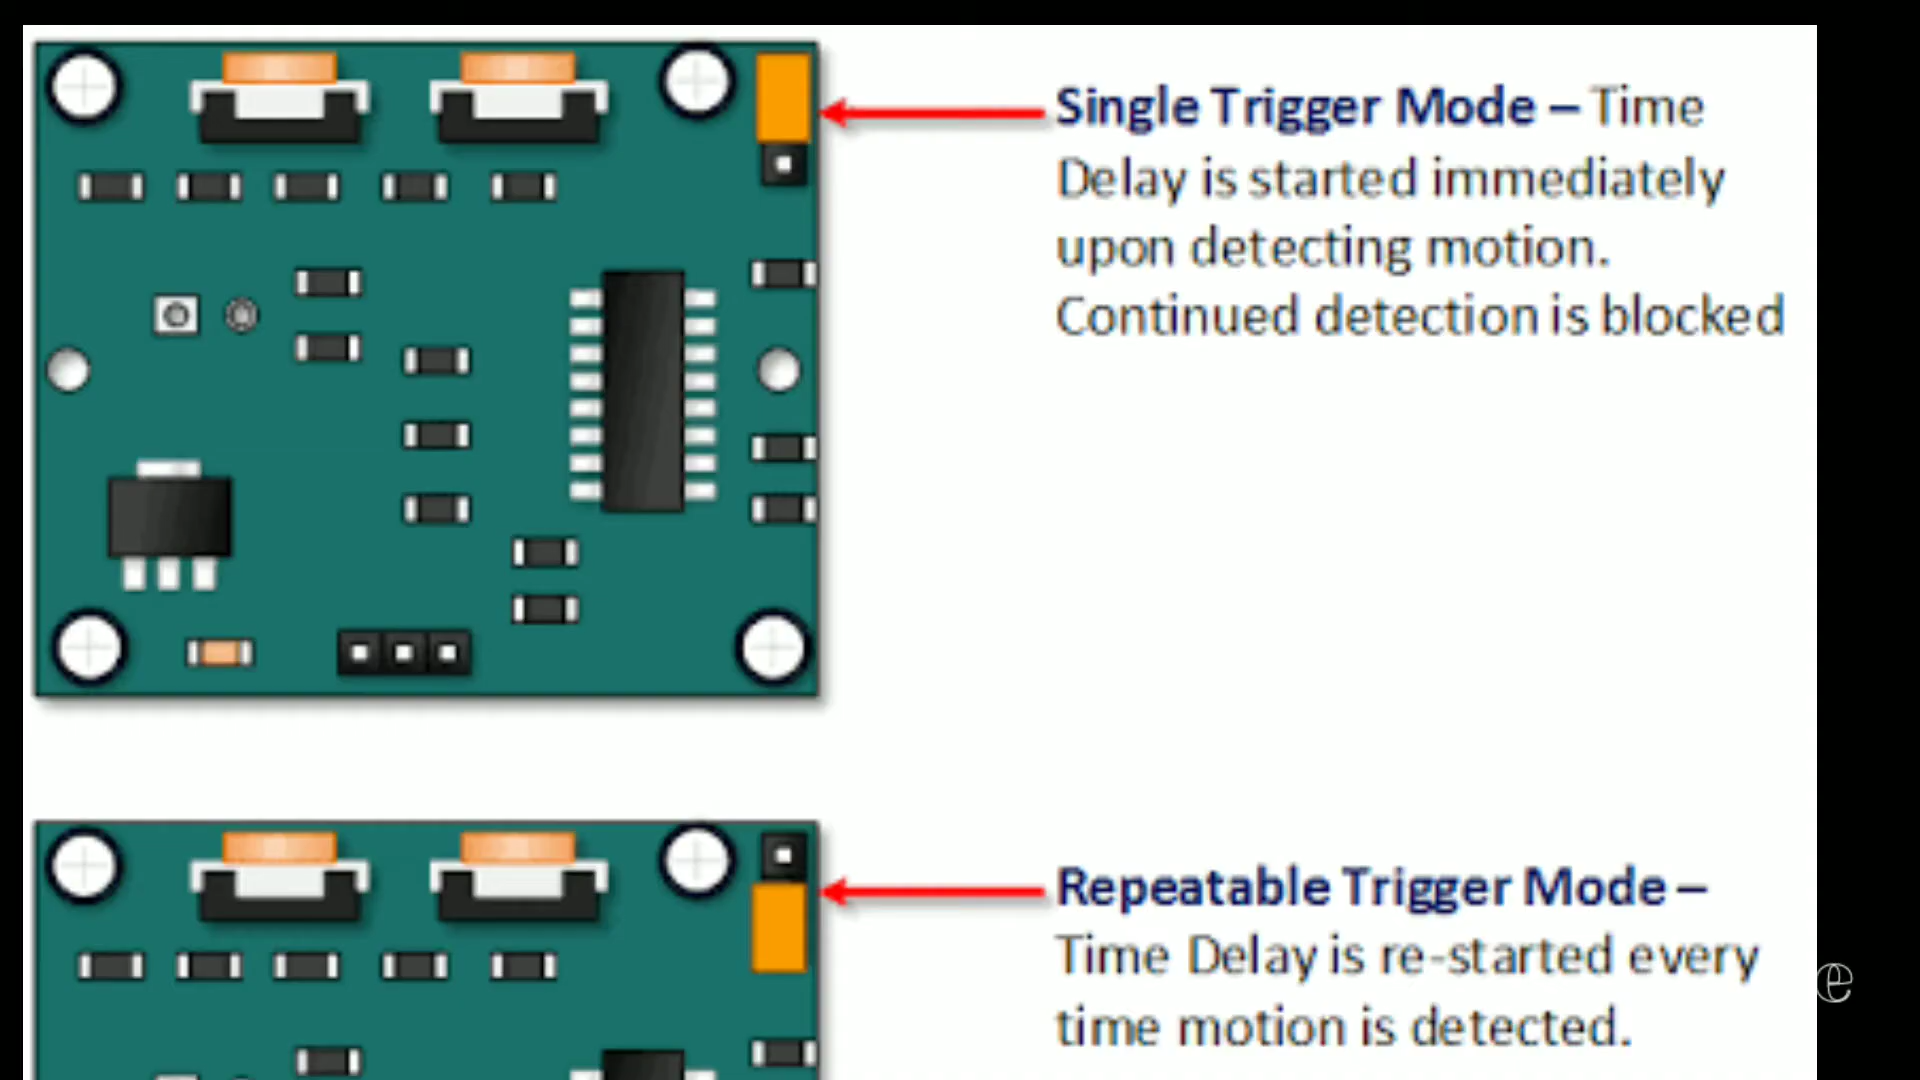 Single Trigger Mode – Time
Delay is started immediately
upon detecting motion.
Continued detection is blocked
Repeatable Trigger Mode –
Time Delay is re-started every
time motion is detected.
e